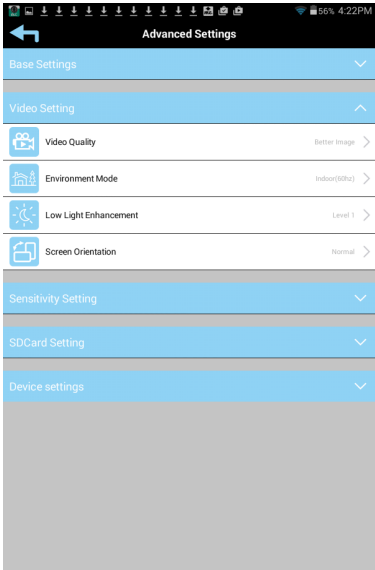 56% 4:22PM
Advanced Settings
Base Settings
Video Setting
Video Quality Better Image
Environment Mode Indoor(60hz)
Low Light Enhancement Level 1
Screen Orientation Normal
Sensitivity Setting
SDCard Setting
Device settings